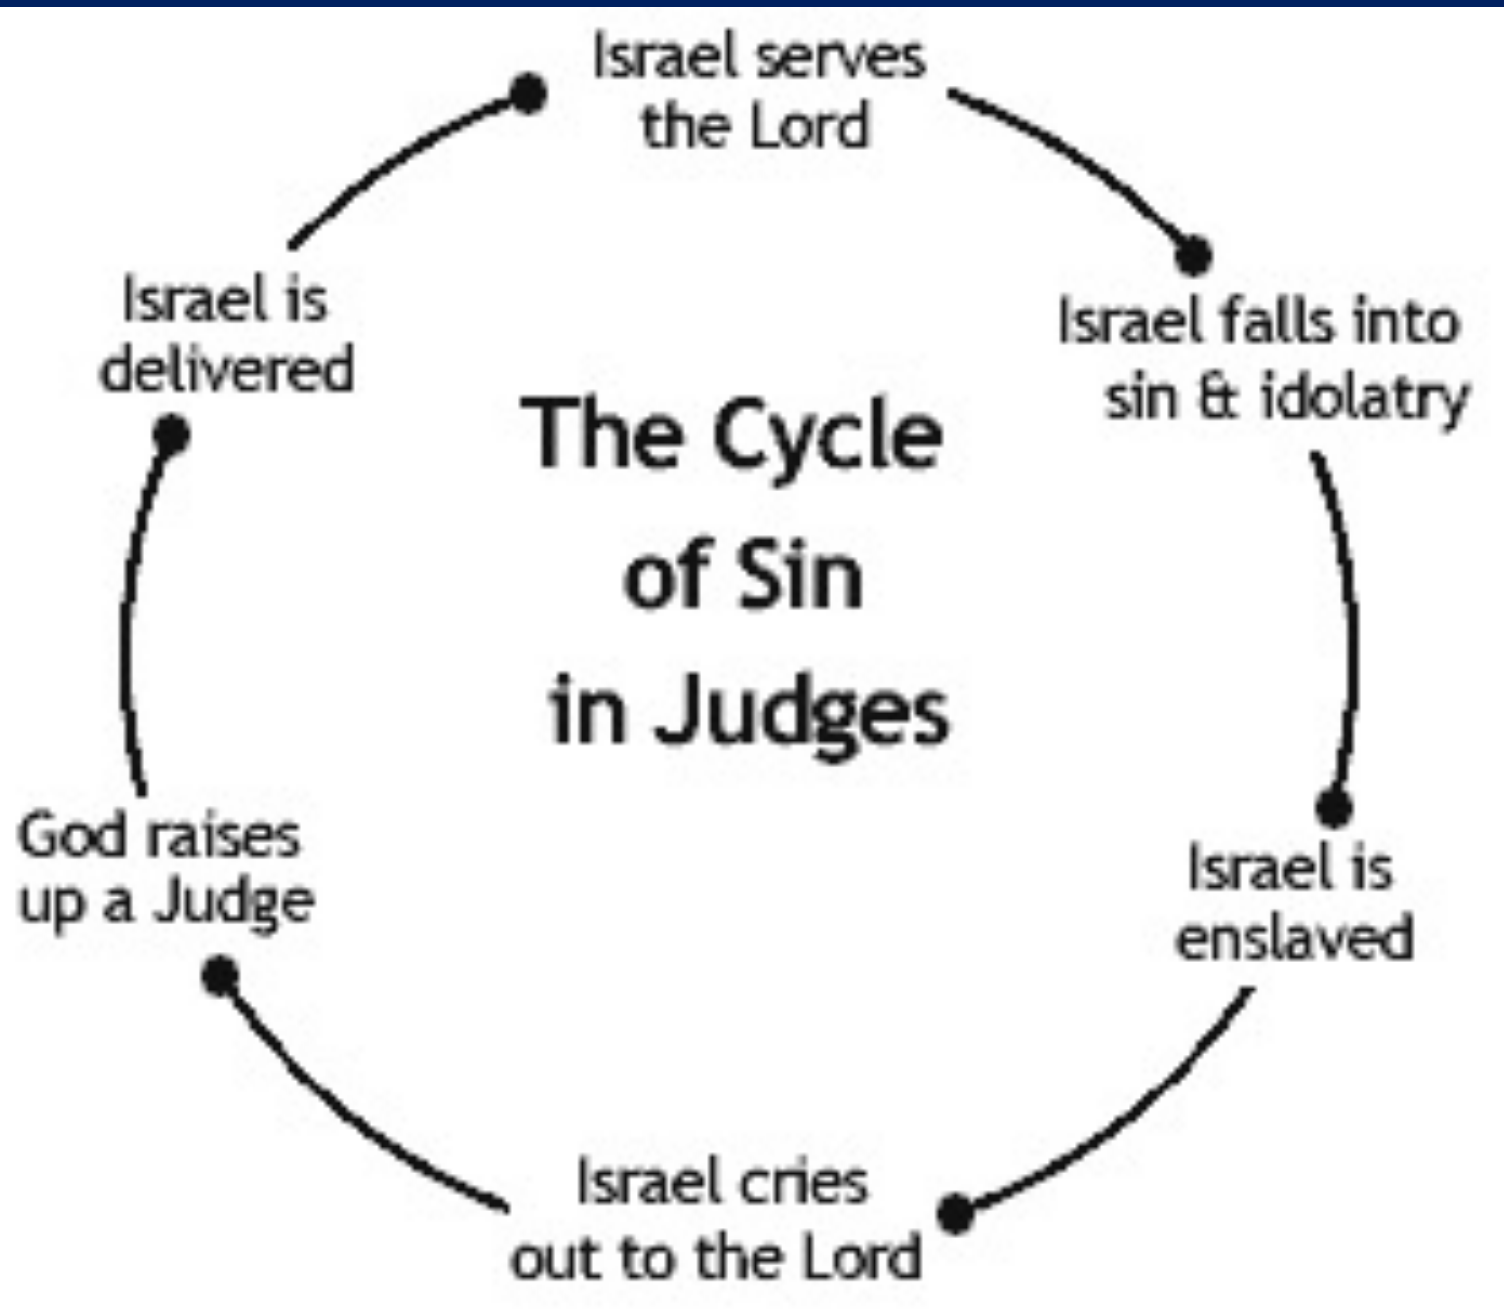 Israel serves
the Lord
Israel falls into
sin & idolatry
Israel is
enslaved
Israel cries
out to the Lord
God raises
up a Judge
Israel is
delivered
The Cycle
of Sin
in Judges